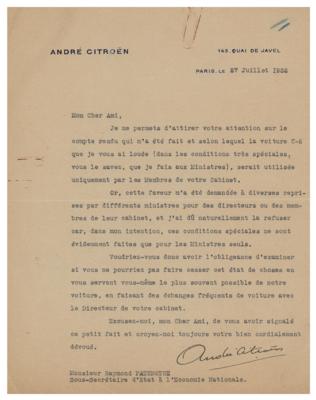 ANDRÉ CITROËN
143, QUAI DE JAVEL
PARIS, LE 27 Juillet 1932
Mon Cher Ami,
Je me permets d'attirer votre attention sur le
compte rendu qui m'a été fait et selon lequel la voiture C-6
que je vous ai louée (dans les conditions très spéciales,
vous le savez, que je fais aux Ministres), serait utilisée
uniquement par les Membres de votre Cabinet.
Or, cette faveur m'a été demandée à diverses repri-
ses par différents ministres pour des directeurs ou des mem-
bres de leur cabinet, et j'ai dû naturellement la refuser
car, dans mon intention, ces conditions spéciales ne sont
évidemment faites que pour les Ministres seuls.
Voudriez-vous donc avoir l'obligeance d'examiner
si vous ne pourriez pas faire cesser cet état de choses en
vous servant vous-même le plus souvent possible de notre
voiture, en faisant des échanges fréquents de voiture avec
le Directeur de votre cabinet.
Excusez-moi, mon Cher Ami, de vous avoir signalé
ce petit fait et croyez-moi toujours votre bien cordialement
dévoué.
André Citroën
Monsieur Raymond PATENOTRE
Sous-Secrétaire d'Etat à l'Economie Nationale.